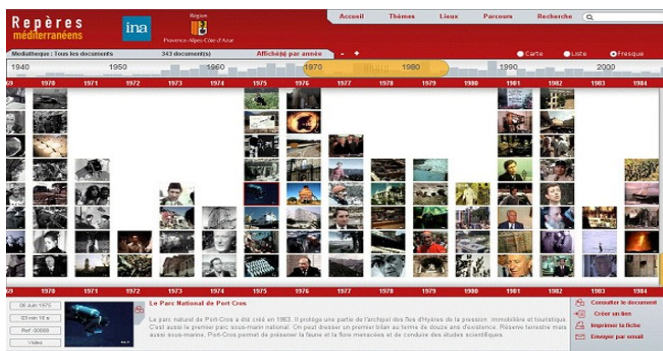 Repères
méditerranéens
ina
Région
Provence-Alpes-Côte d'Azur
Accueil Thèmes Lieux Parcours Recherche
Mediatheque : Tous les documents 343 document(s) Affiché(s) par année - + Carte Liste Fresque
1940 1950 1960 1970 1980 1990 2000
69 1970 1971 1972 1973 1974 1975 1976 1977 1978 1979 1980 1981 1982 1983 1984
1970 1971 1972 1973 1974 1975 1976 1977 1978 1979 1980 1981 1982 1983 1984
06 Juin 1975
03 min 10 s
Ref: 00008
Vidéo
Le Parc National de Port Cros
Le parc naturel de Port-Cros a été créé en 1963. Il protège une partie de l'archipel des îles d'Hyères de la pression immobilière et touristique.
C'est aussi le premier parc sous-marin national. On peut dresser un premier bilan au terme de douze ans d'existence. Réserve terrestre mais
aussi sous-marine, Port-Cros permet de préserver la faune et la flore menacées et de conduire des études scientifiques.
Consulter le document
Créer un lien
Imprimer la fiche
Envoyer par email